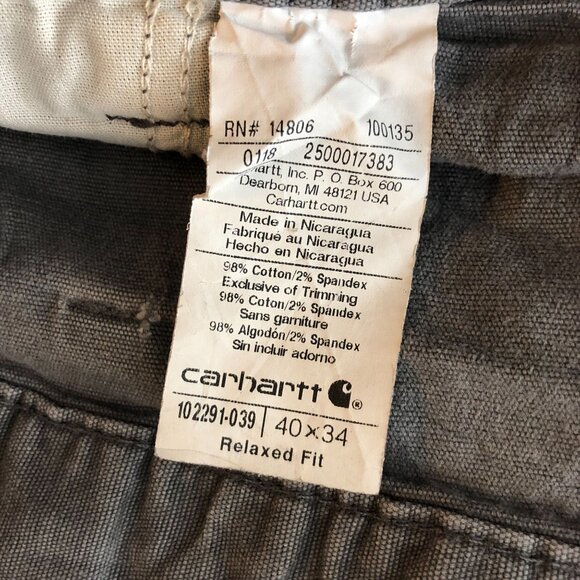 RN# 14806 100135
0118 2500017383
artt, Inc. P. O. Box 600
Dearborn, MI 48121 USA
Carhartt.com
Made in Nicaragua
Fabriqué au Nicaragua
Hecho en Nicaragua
98% Cotton/2% Spandex
Exclusive of Trimming
98% Coton/2% Spandex
Sans garniture
98% Algodón/2% Spandex
Sin incluir adorno
carhartt ®
102291-039 40x34
Relaxed Fit